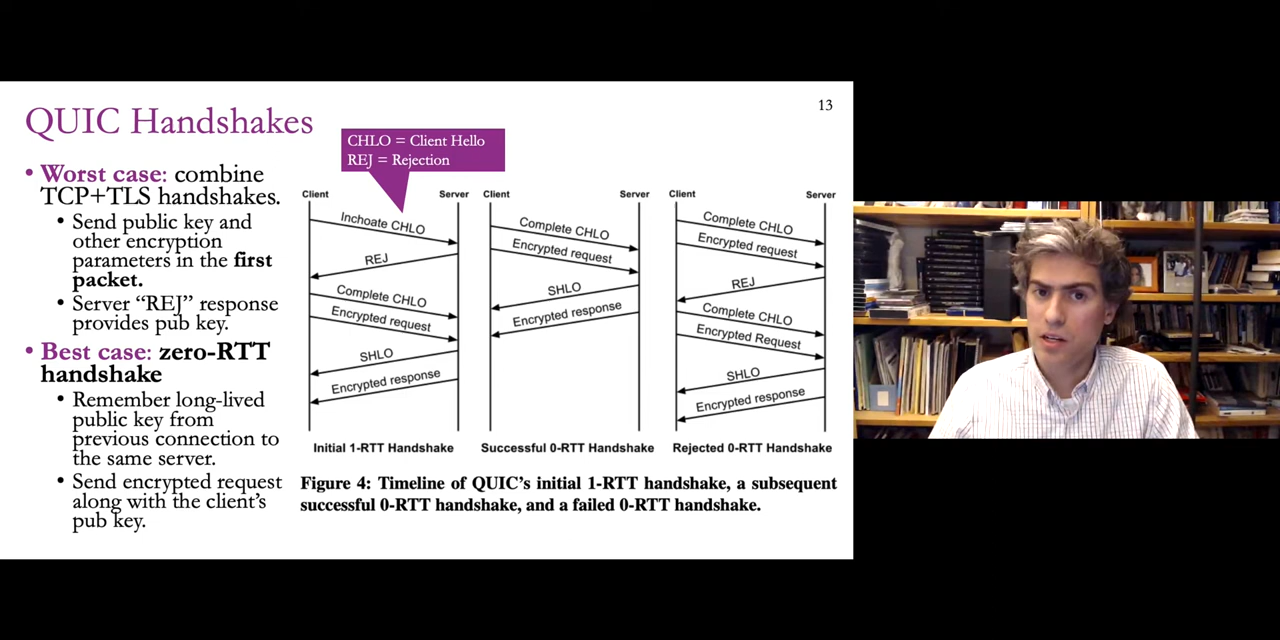 13
QUIC Handshakes
CHLO = Client Hello
REJ = Rejection
• Worst case: combine
TCP+TLS handshakes.
• Send public key and
other encryption
parameters in the first
packet.
• Server “REJ” response
provides pub key.
• Best case: zero-RTT
handshake
• Remember long-lived
public key from
previous connection to
the same server.
• Send encrypted request
along with the client’s
pub key.
Client
Server
Inchoate CHLO
REJ
Complete CHLO
Encrypted request
SHLO
Encrypted response
Initial 1-RTT Handshake
Client
Server
Complete CHLO
Encrypted request
SHLO
Encrypted response
Successful 0-RTT Handshake
Client
Server
Complete CHLO
Encrypted request
REJ
Complete CHLO
Encrypted Request
SHLO
Encrypted response
Rejected 0-RTT Handshake
Figure 4: Timeline of QUIC’s initial 1-RTT handshake, a subsequent
successful 0-RTT handshake, and a failed 0-RTT handshake.